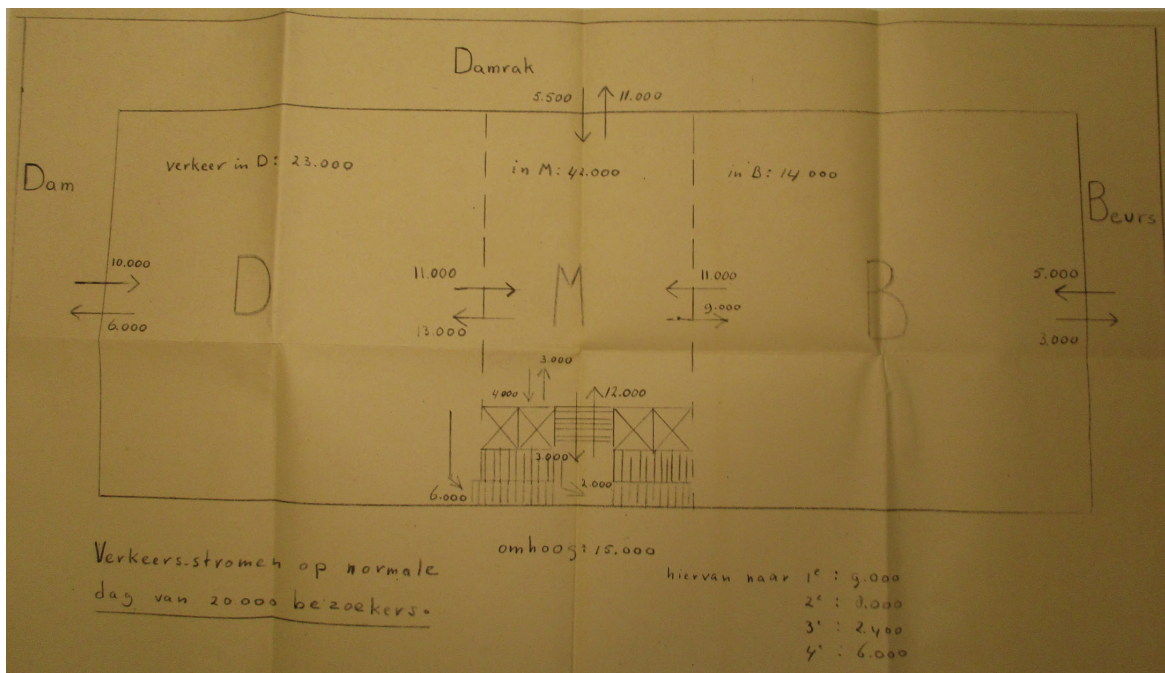 Damrak
5.500 11.000
verkeer in D: 23.000 in M: 42.000 in B: 14 000
Dam
Beurs
10.000 D 11.000 M 11.000 B 5.000
6.000 13.000 9.000 3.000
3.000
4.000 12.000
3.000
6.000 2.000
omhoog: 15.000
Verkeers-stromen op normale
dag van 20.000 bezoekers.
hiervan naar 1e : 9.000
2e :
3e : 2.400
4e : 6.000